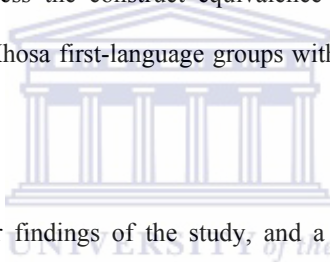 ess the construct equivalence
Xhosa first-language groups with
r findings of the study, and a
UNIVERSITY of the